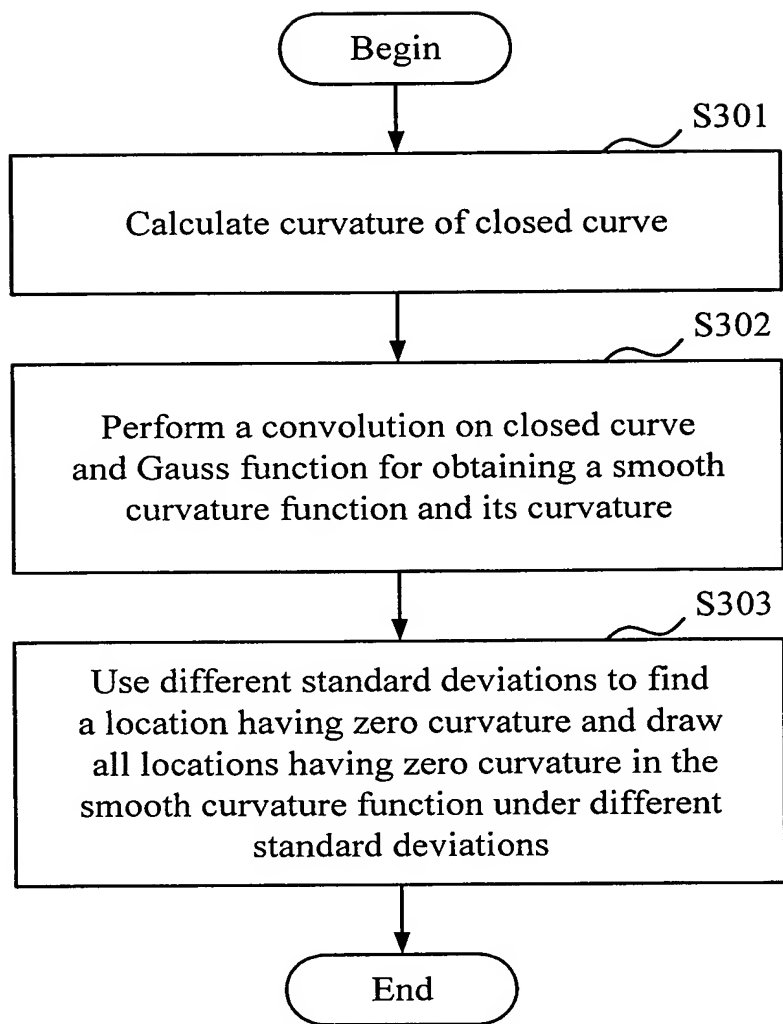 Begin
S301
Calculate curvature of closed curve
S302
Perform a convolution on closed curve
and Gauss function for obtaining a smooth
curvature function and its curvature
S303
Use different standard deviations to find
a location having zero curvature and draw
all locations having zero curvature in the
smooth curvature function under different
standard deviations
End